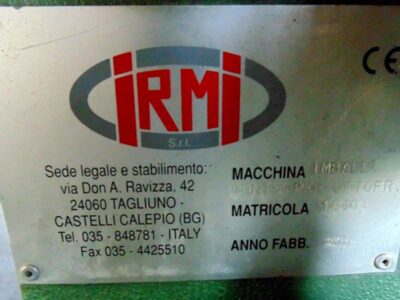 IRMI
S.r.l.
CE
Sede legale e stabilimento:
via Don A. Ravizza, 42
24060 TAGLIUNO -
CASTELLI CALEPIO (BG)
Tel. 035 - 848781 - ITALY
Fax 035 - 4425510
MACCHINA
MATRICOLA
ANNO FABB.